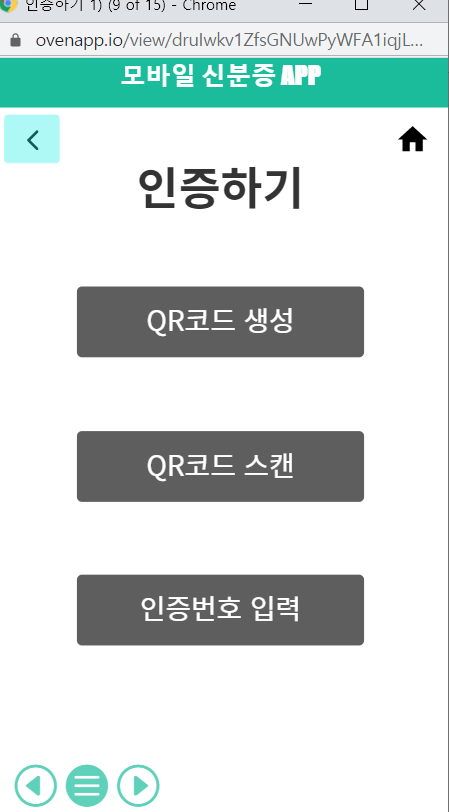 인증하기 1) (9 of 15) - Chrome
ovenapp.io/view/drulwkv1ZfsGNUwPyWFA1iqjL...
모바일 신분증 APP
인증하기
QR코드 생성
QR코드 스캔
인증번호 입력